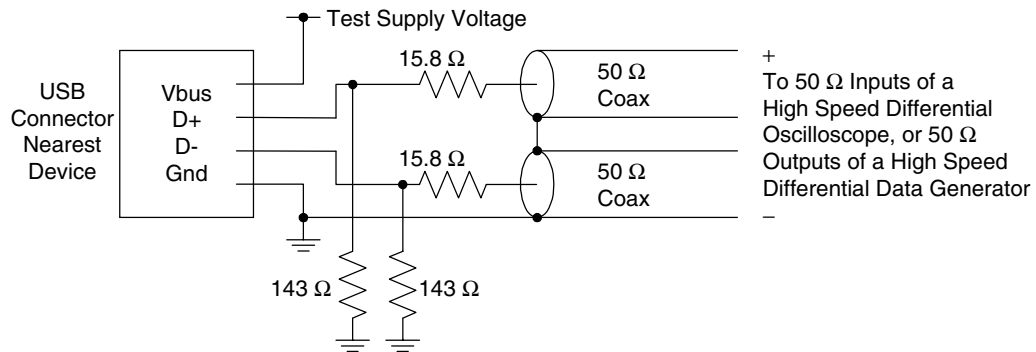 Test Supply Voltage
15.8 Ω
USB
Connector
Nearest
Device
Vbus
D+
D-
Gnd
50 Ω
Coax
15.8 Ω
50 Ω
Coax
+
To 50 Ω Inputs of a
High Speed Differential
Oscilloscope, or 50 Ω
Outputs of a High Speed
Differential Data Generator
−
143 Ω
143 Ω